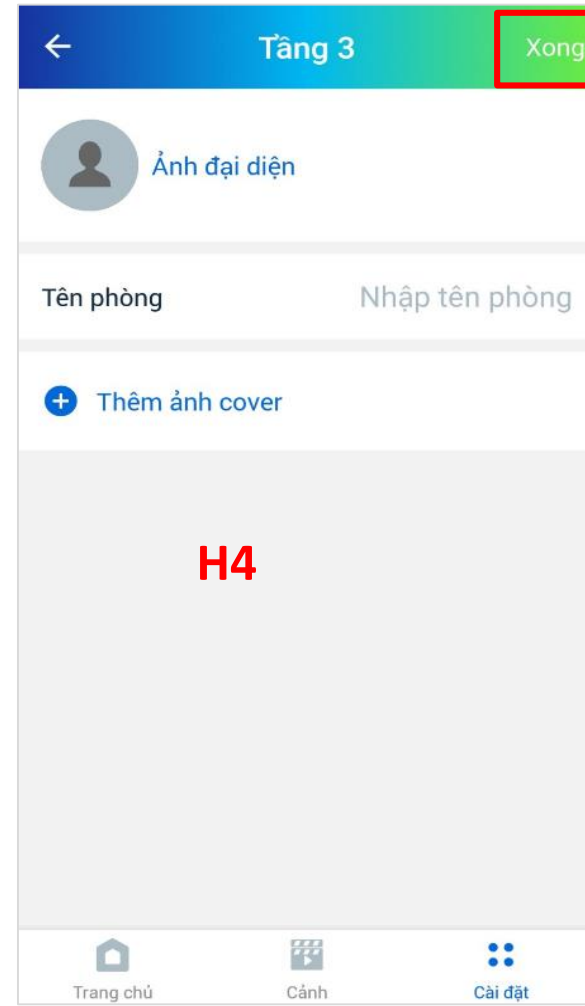 Tầng 3
Xong
Ảnh đại diện
Tên phòng
Nhập tên phòng
Thêm ảnh cover
H4
Trang chủ
Cảnh
Cài đặt